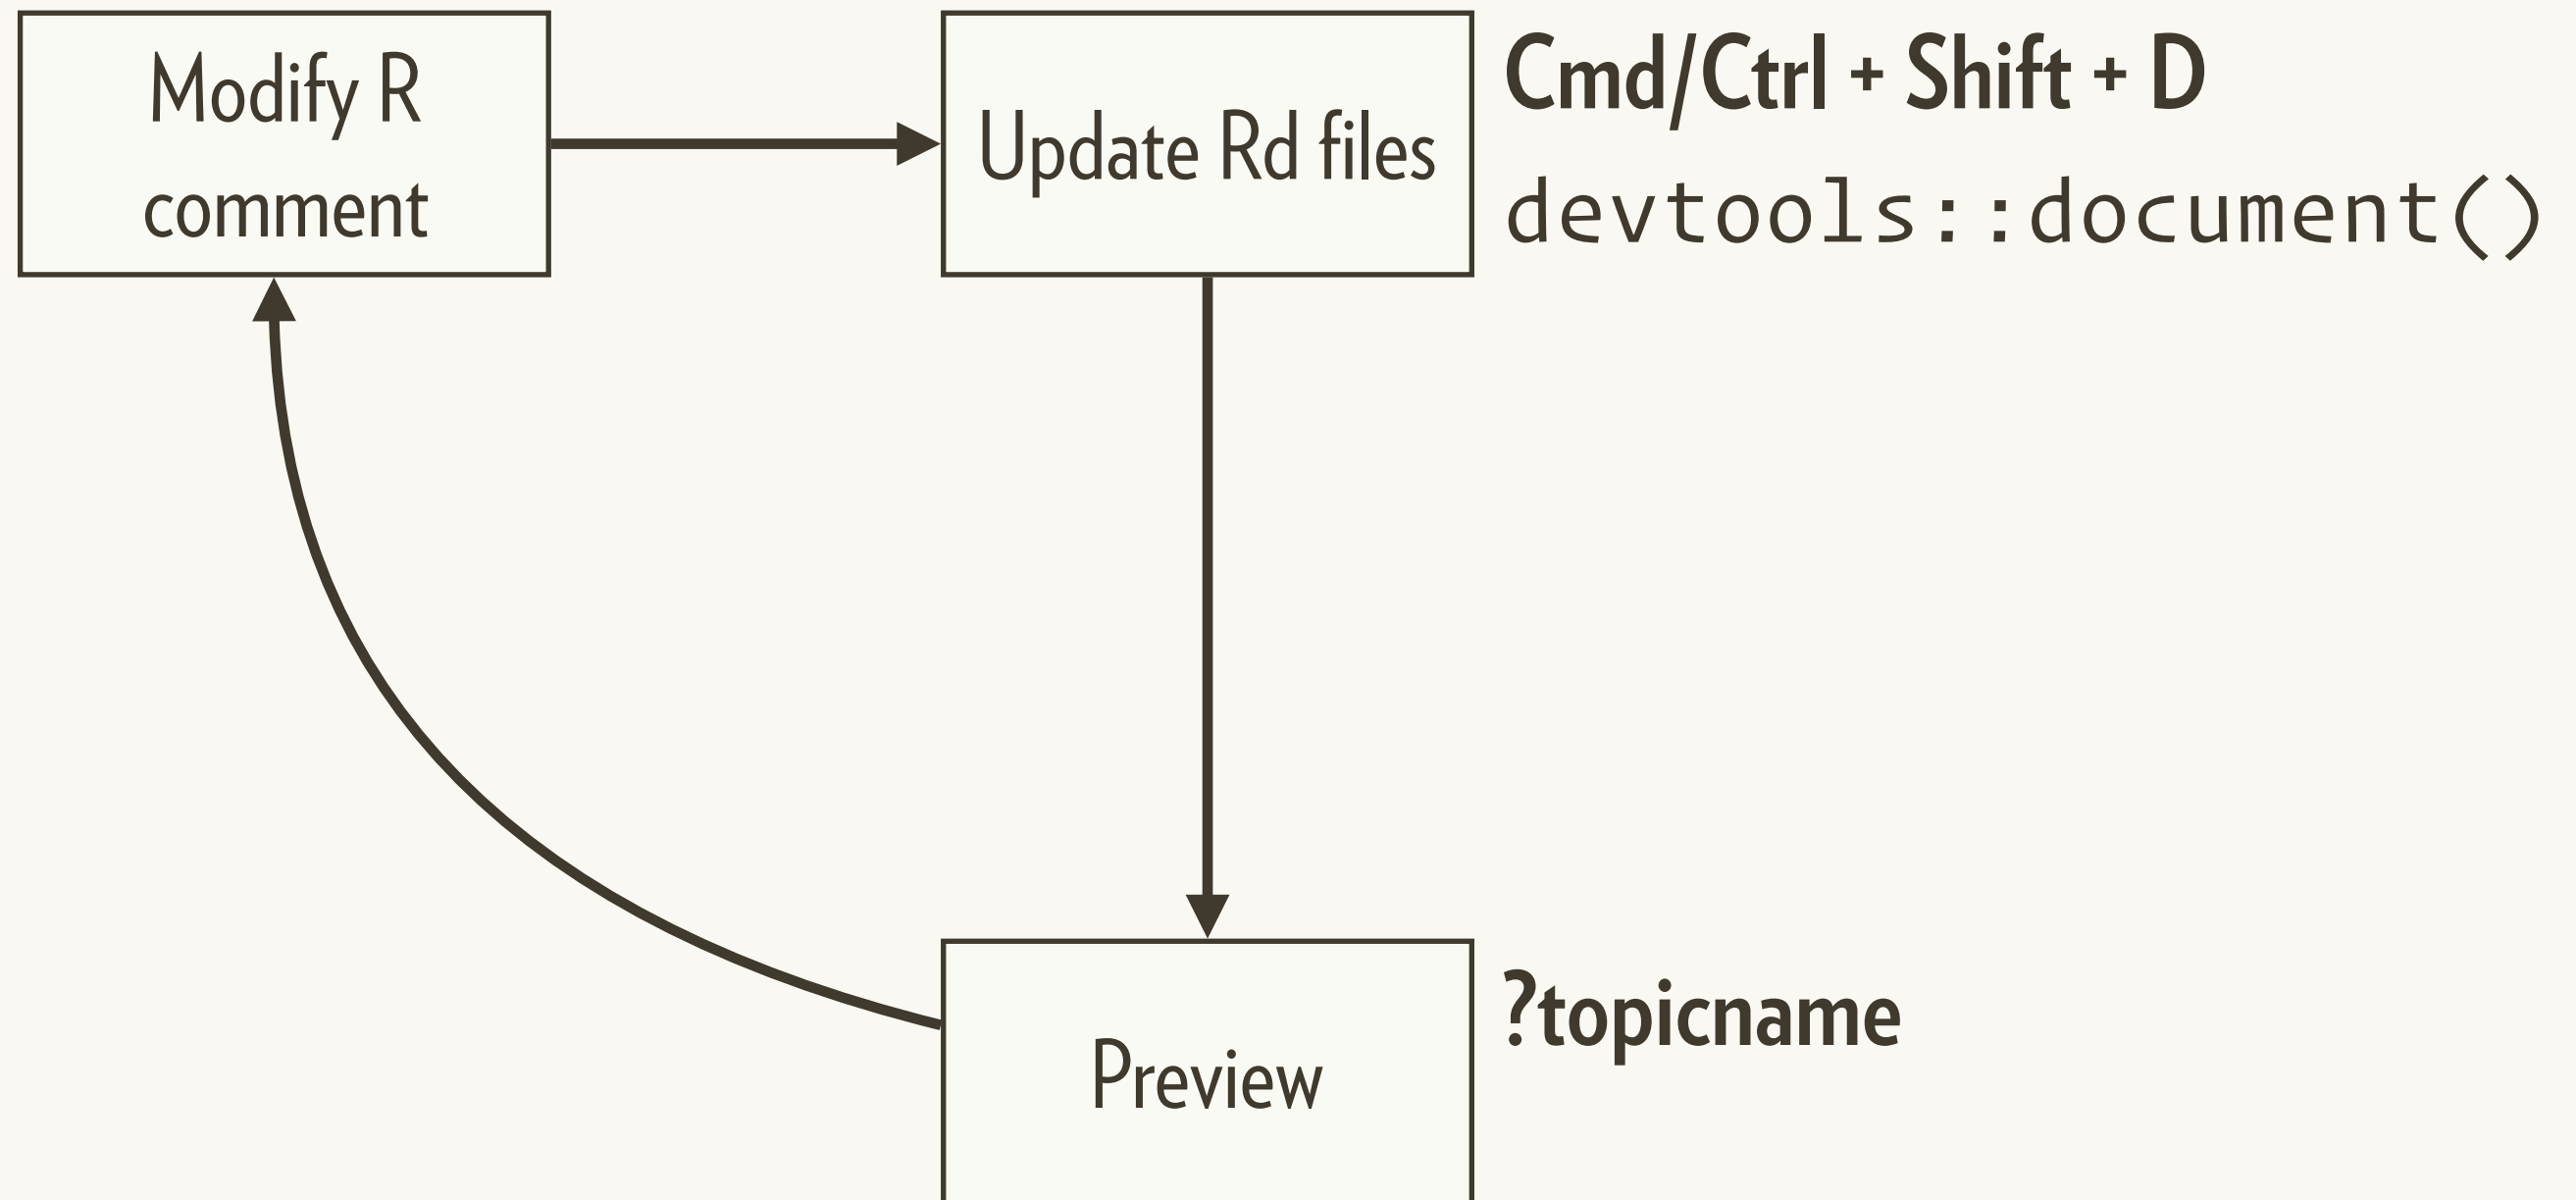 Modify R
comment
Update Rd files
Cmd/Ctrl + Shift + D
devtools::document()
Preview
?topicname